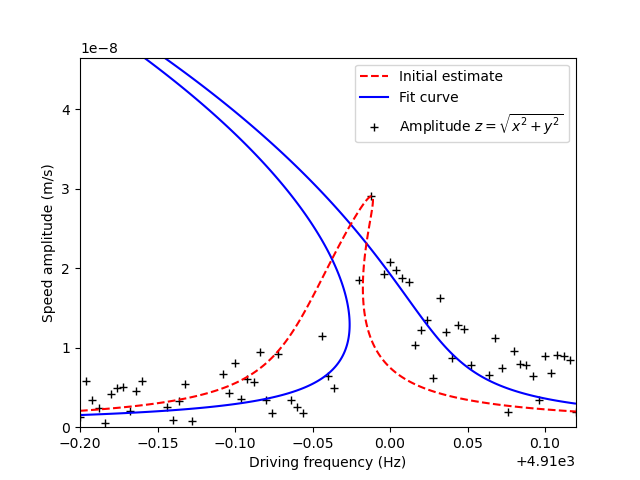 1e−8
Initial estimate
Fit curve
Amplitude z = √x² + y²
Speed amplitude (m/s)
4
3
2
1
0
−0.20 −0.15 −0.10 −0.05 0.00 0.05 0.10
Driving frequency (Hz)
+4.91e3